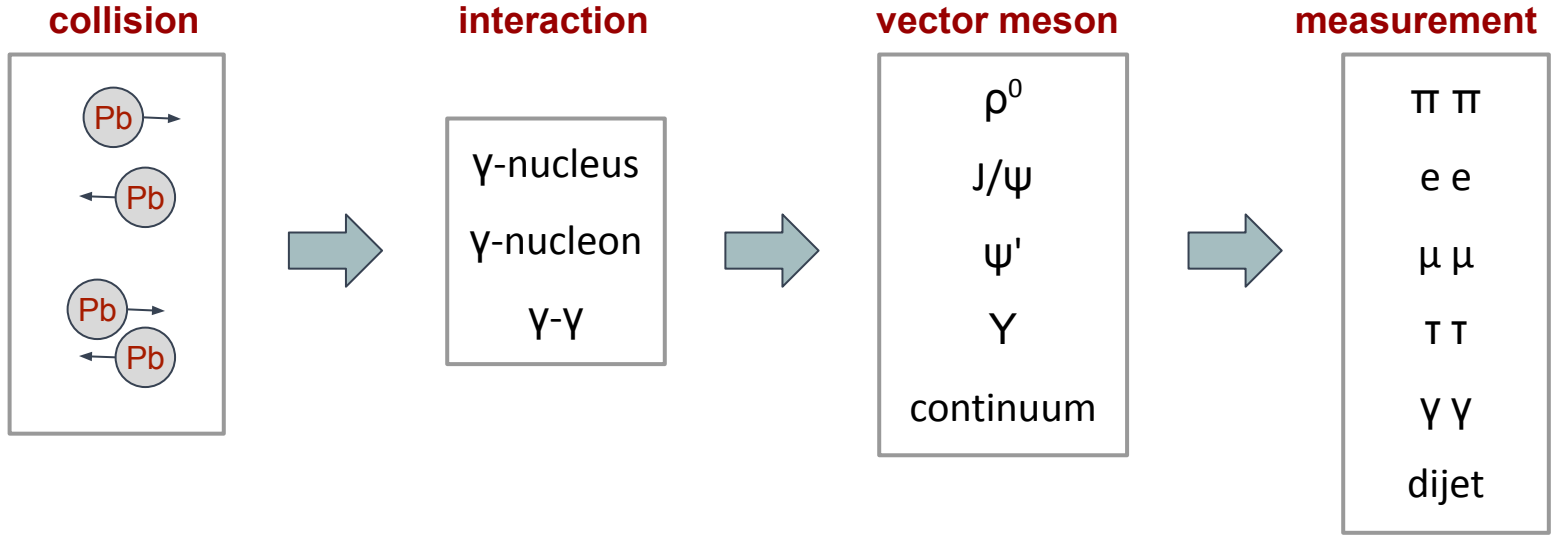 collision
Pb
Pb
Pb
Pb
interaction
γ-nucleus
γ-nucleon
γ-γ
vector meson
ρ⁰
J/ψ
ψ'
Υ
continuum
measurement
π π
e e
μ μ
τ τ
γ γ
dijet